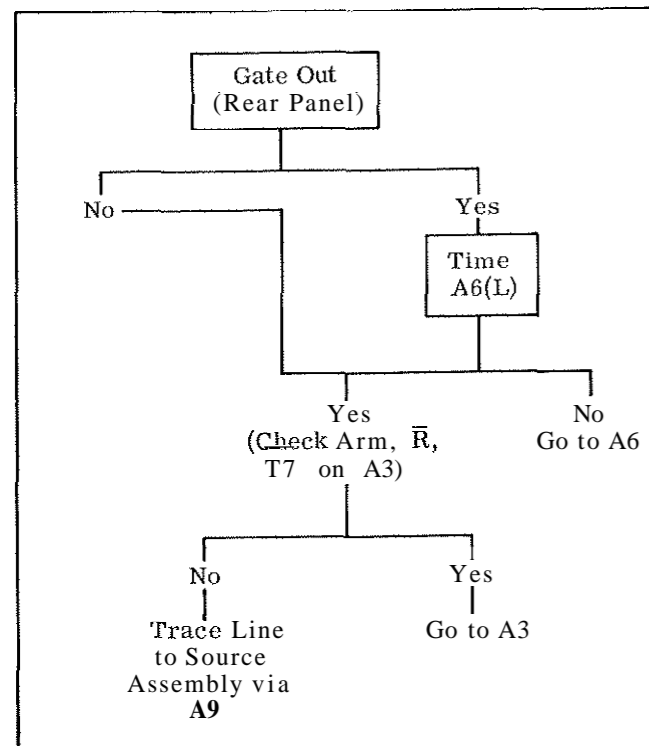 Gate Out
(Rear Panel)
No
Yes
Time
A6(L)
Yes
(Check Arm, R̅,
T̅7̅ on A3)
No
Go to A6
No
Trace Line
to Source
Assembly via
A9
Yes
Go to A3